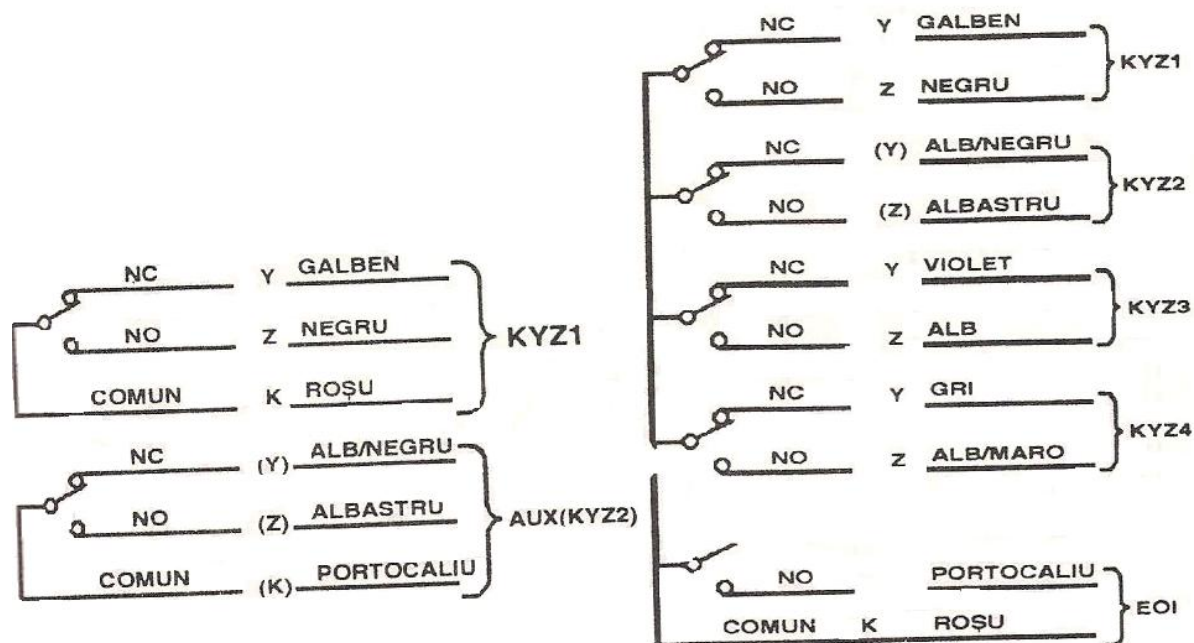 NC Y GALBEN
NO Z NEGRU
COMUN K ROȘU
KYZ1
NC (Y) ALB/NEGRU
NO (Z) ALBASTRU
COMUN (K) PORTOCALIU
AUX(KYZ2)
NC Y GALBEN
NO Z NEGRU
KYZ1
NC (Y) ALB/NEGRU
NO (Z) ALBASTRU
KYZ2
NC Y VIOLET
NO Z ALB
KYZ3
NC Y GRI
NO Z ALB/MARO
KYZ4
NO PORTOCALIU
COMUN K ROȘU
EOI